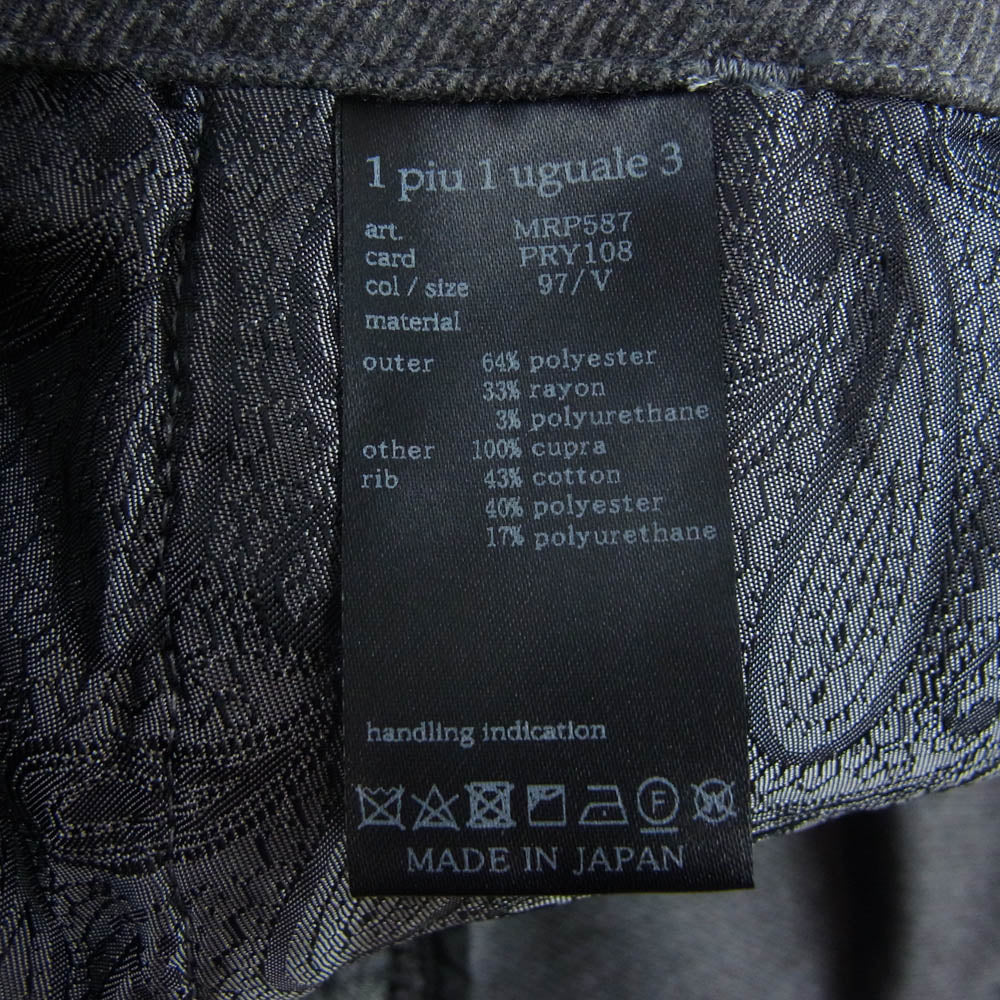 1 piu 1 uguale 3
art. MRP587
card PRY108
col / size 97/V
material
outer 64% polyester
33% rayon
3% polyurethane
other 100% cupra
rib 43% cotton
40% polyester
17% polyurethane
handling indication
F W
MADE IN JAPAN